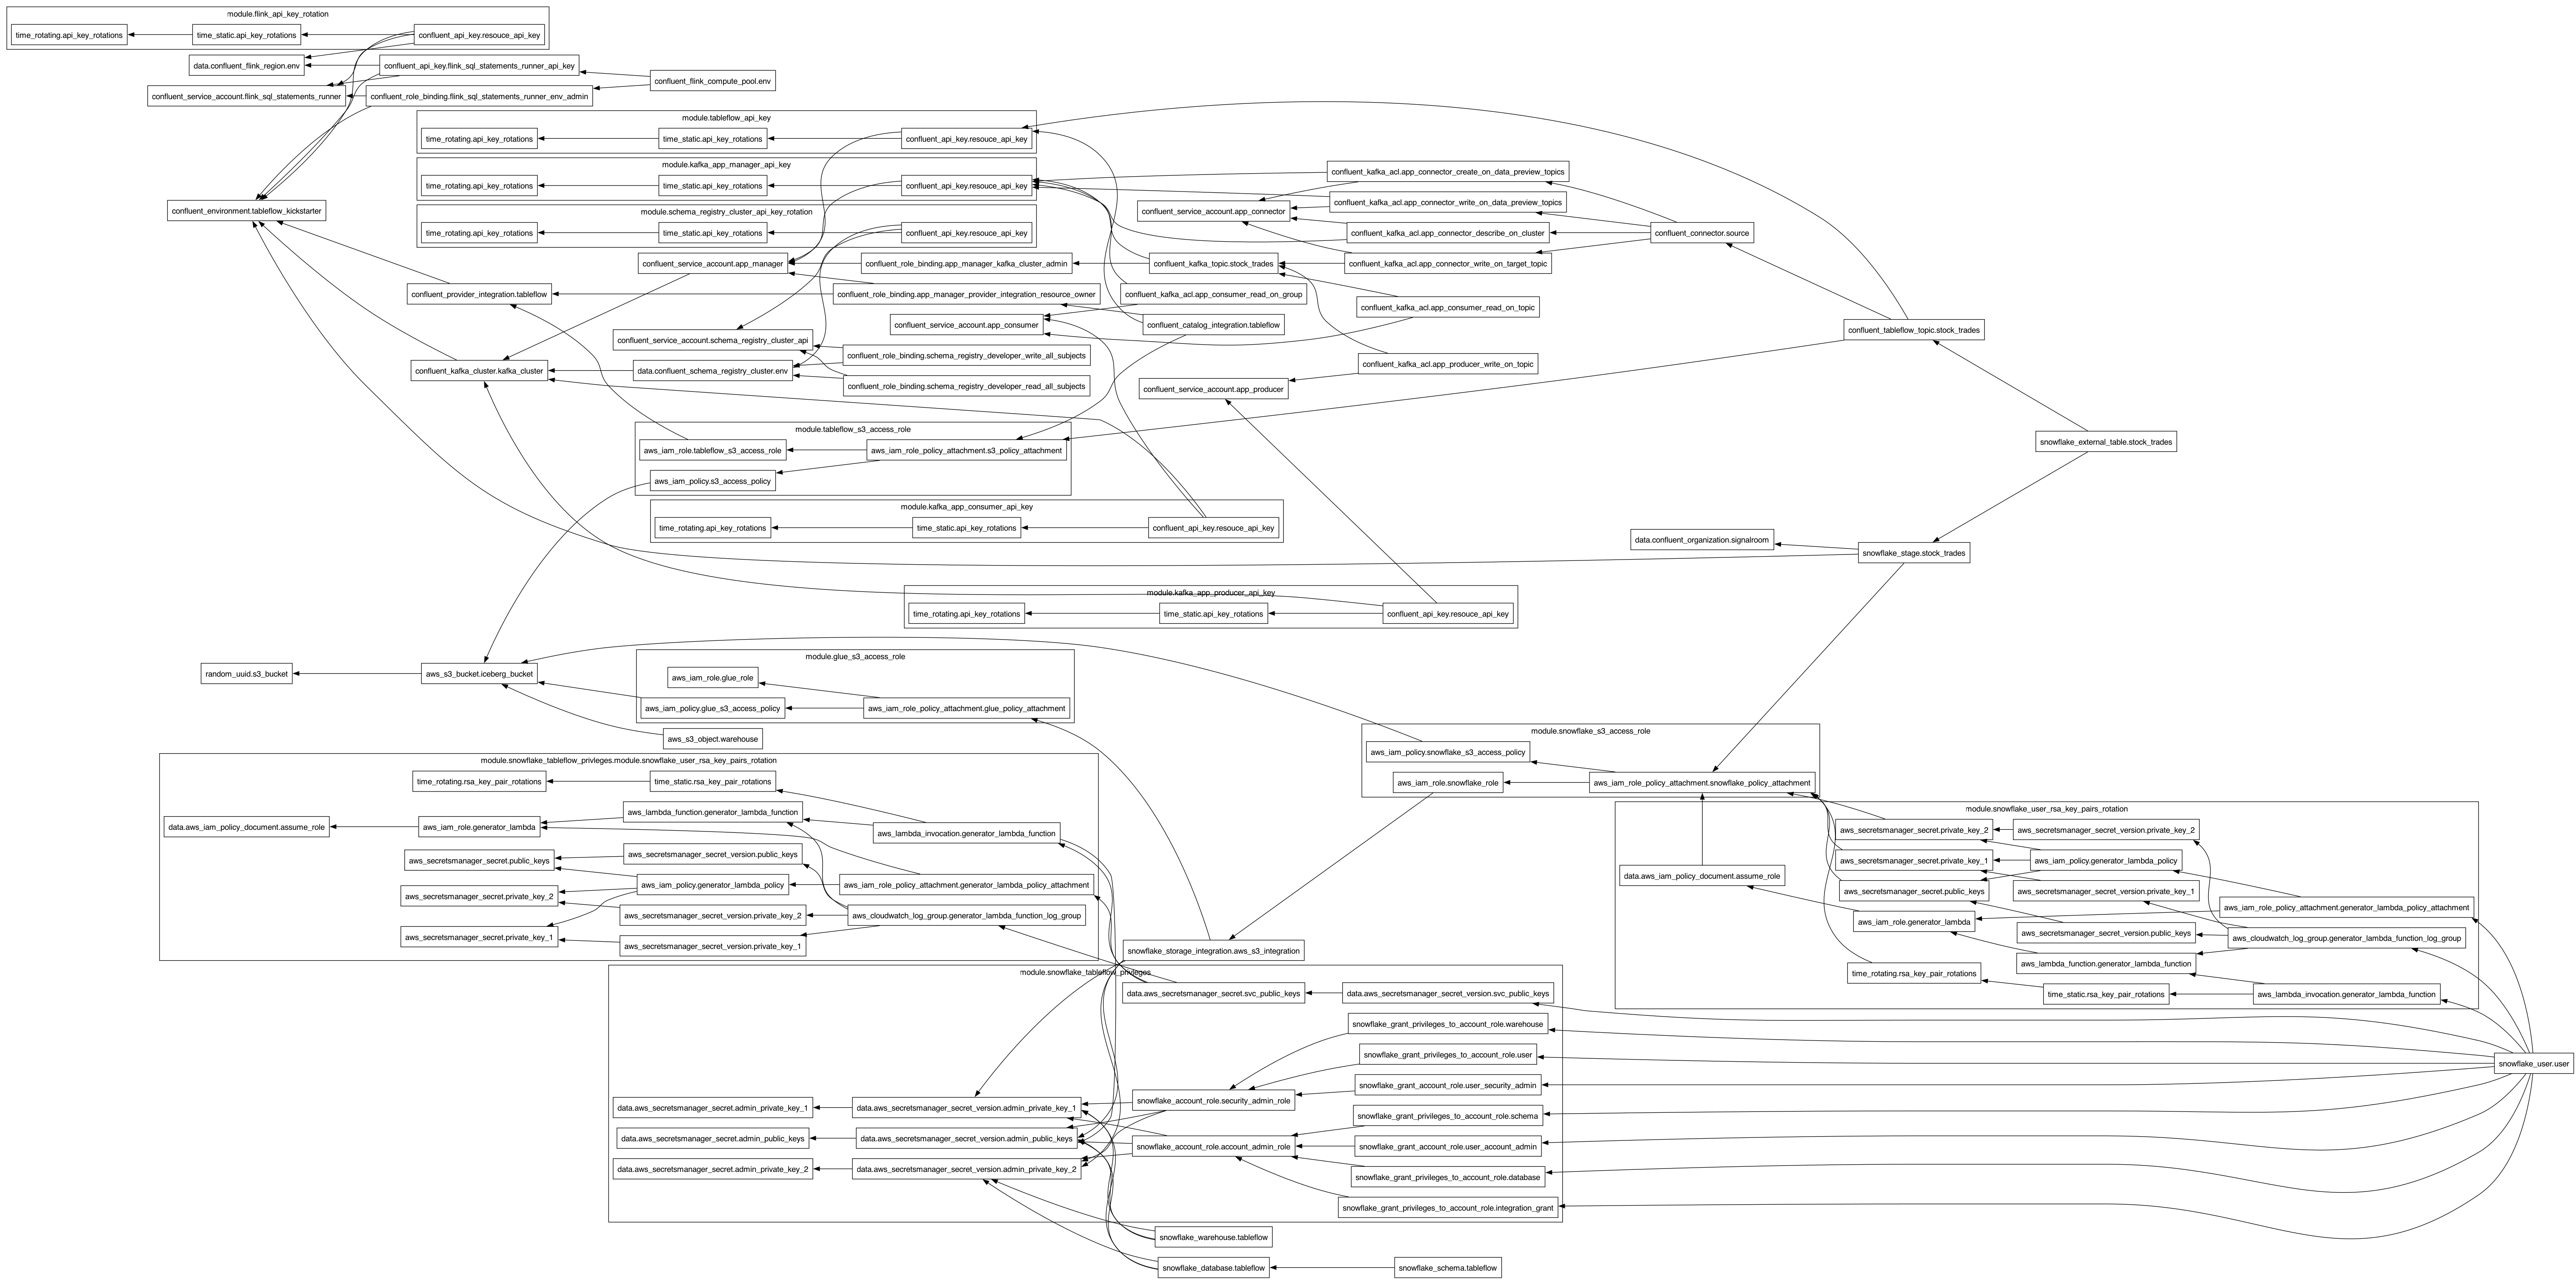 module.flink_api_key_rotation
time_rotating.api_key_rotations
time_static.api_key_rotations
confluent_api_key.resouce_api_key
data.confluent_flink_region.env
confluent_api_key.flink_sql_statements_runner_api_key
confluent_flink_compute_pool.env
confluent_service_account.flink_sql_statements_runner
confluent_role_binding.flink_sql_statements_runner_env_admin
module.tableflow_api_key
time_rotating.api_key_rotations
time_static.api_key_rotations
confluent_api_key.resouce_api_key
module.kafka_app_manager_api_key
time_rotating.api_key_rotations
time_static.api_key_rotations
confluent_api_key.resouce_api_key
confluent_kafka_acl.app_connector_create_on_data_preview_topics
confluent_kafka_acl.app_connector_write_on_data_preview_topics
confluent_environment.tableflow_kickstarter
confluent_service_account.app_connector
module.schema_registry_cluster_api_key_rotation
time_rotating.api_key_rotations
time_static.api_key_rotations
confluent_api_key.resouce_api_key
confluent_kafka_acl.app_connector_describe_on_cluster
confluent_connector.source
confluent_service_account.app_manager
confluent_role_binding.app_manager_kafka_cluster_admin
confluent_kafka_topic.stock_trades
confluent_kafka_acl.app_connector_write_on_target_topic
confluent_provider_integration.tableflow
confluent_role_binding.app_manager_provider_integration_resource_owner
confluent_kafka_acl.app_consumer_read_on_group
confluent_kafka_acl.app_consumer_read_on_topic
confluent_service_account.app_consumer
confluent_catalog_integration.tableflow
confluent_tableflow_topic.stock_trades
confluent_service_account.schema_registry_cluster_api
confluent_role_binding.schema_registry_developer_write_all_subjects
confluent_kafka_acl.app_producer_write_on_topic
confluent_kafka_cluster.kafka_cluster
data.confluent_schema_registry_cluster.env
confluent_role_binding.schema_registry_developer_read_all_subjects
confluent_service_account.app_producer
module.tableflow_s3_access_role
aws_iam_role.tableflow_s3_access_role
aws_iam_role_policy_attachment.s3_policy_attachment
aws_iam_policy.s3_access_policy
snowflake_external_table.stock_trades
module.kafka_app_consumer_api_key
time_rotating.api_key_rotations
time_static.api_key_rotations
confluent_api_key.resouce_api_key
data.confluent_organization.signalroom
snowflake_stage.stock_trades
module.kafka_app_producer_api_key
time_rotating.api_key_rotations
time_static.api_key_rotations
confluent_api_key.resouce_api_key
random_uuid.s3_bucket
aws_s3_bucket.iceberg_bucket
module.glue_s3_access_role
aws_iam_role.glue_role
aws_iam_policy.glue_s3_access_policy
aws_iam_role_policy_attachment.glue_policy_attachment
aws_s3_object.warehouse
module.snowflake_s3_access_role
aws_iam_policy.snowflake_s3_access_policy
aws_iam_role.snowflake_role
aws_iam_role_policy_attachment.snowflake_policy_attachment
module.snowflake_tableflow_privleges.module.snowflake_user_rsa_key_pairs_rotation
time_rotating.rsa_key_pair_rotations
time_static.rsa_key_pair_rotations
aws_lambda_function.generator_lambda_function
data.aws_iam_policy_document.assume_role
aws_iam_role.generator_lambda
aws_lambda_invocation.generator_lambda_function
aws_secretsmanager_secret.public_keys
aws_secretsmanager_secret_version.public_keys
aws_iam_policy.generator_lambda_policy
aws_iam_role_policy_attachment.generator_lambda_policy_attachment
aws_secretsmanager_secret.private_key_2
aws_secretsmanager_secret_version.private_key_2
aws_cloudwatch_log_group.generator_lambda_function_log_group
aws_secretsmanager_secret.private_key_1
aws_secretsmanager_secret_version.private_key_1
module.snowflake_user_rsa_key_pairs_rotation
aws_secretsmanager_secret.private_key_2
aws_secretsmanager_secret_version.private_key_2
aws_secretsmanager_secret.private_key_1
aws_iam_policy.generator_lambda_policy
data.aws_iam_policy_document.assume_role
aws_secretsmanager_secret.public_keys
aws_secretsmanager_secret_version.private_key_1
aws_iam_role_policy_attachment.generator_lambda_policy_attachment
aws_iam_role.generator_lambda
aws_secretsmanager_secret_version.public_keys
aws_cloudwatch_log_group.generator_lambda_function_log_group
aws_lambda_function.generator_lambda_function
time_rotating.rsa_key_pair_rotations
time_static.rsa_key_pair_rotations
aws_lambda_invocation.generator_lambda_function
snowflake_storage_integration.aws_s3_integration
module.snowflake_tableflow_privleges
data.aws_secretsmanager_secret.svc_public_keys
data.aws_secretsmanager_secret_version.svc_public_keys
snowflake_grant_privileges_to_account_role.warehouse
snowflake_grant_privileges_to_account_role.user
snowflake_user.user
snowflake_grant_account_role.user_security_admin
snowflake_account_role.security_admin_role
data.aws_secretsmanager_secret.admin_private_key_1
data.aws_secretsmanager_secret_version.admin_private_key_1
snowflake_grant_privileges_to_account_role.schema
data.aws_secretsmanager_secret.admin_public_keys
data.aws_secretsmanager_secret_version.admin_public_keys
snowflake_account_role.account_admin_role
snowflake_grant_account_role.user_account_admin
data.aws_secretsmanager_secret.admin_private_key_2
data.aws_secretsmanager_secret_version.admin_private_key_2
snowflake_grant_privileges_to_account_role.database
snowflake_grant_privileges_to_account_role.integration_grant
snowflake_warehouse.tableflow
snowflake_database.tableflow
snowflake_schema.tableflow